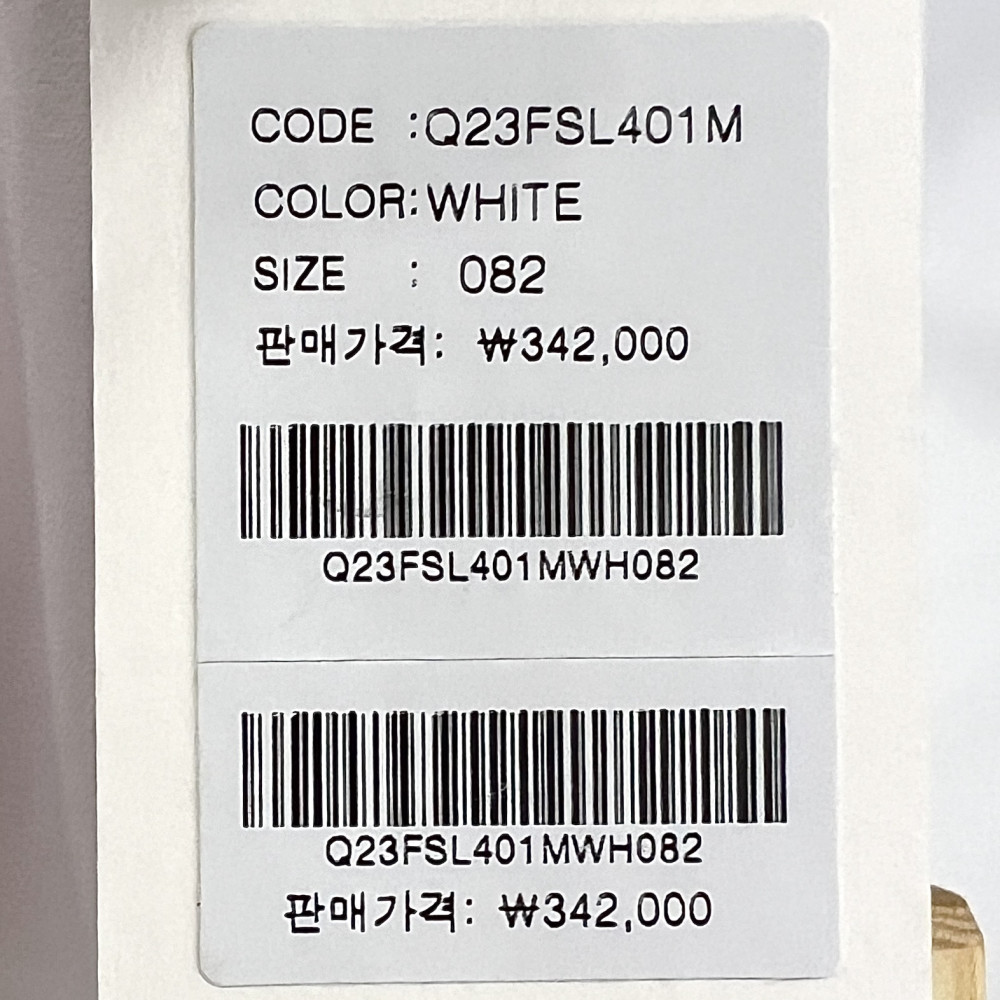 CODE :Q23FSL401M
COLOR:WHITE
SIZE : 082
판매가격: ₩342,000
Q23FSL401MWH082
Q23FSL401MWH082
판매가격: ₩342,000